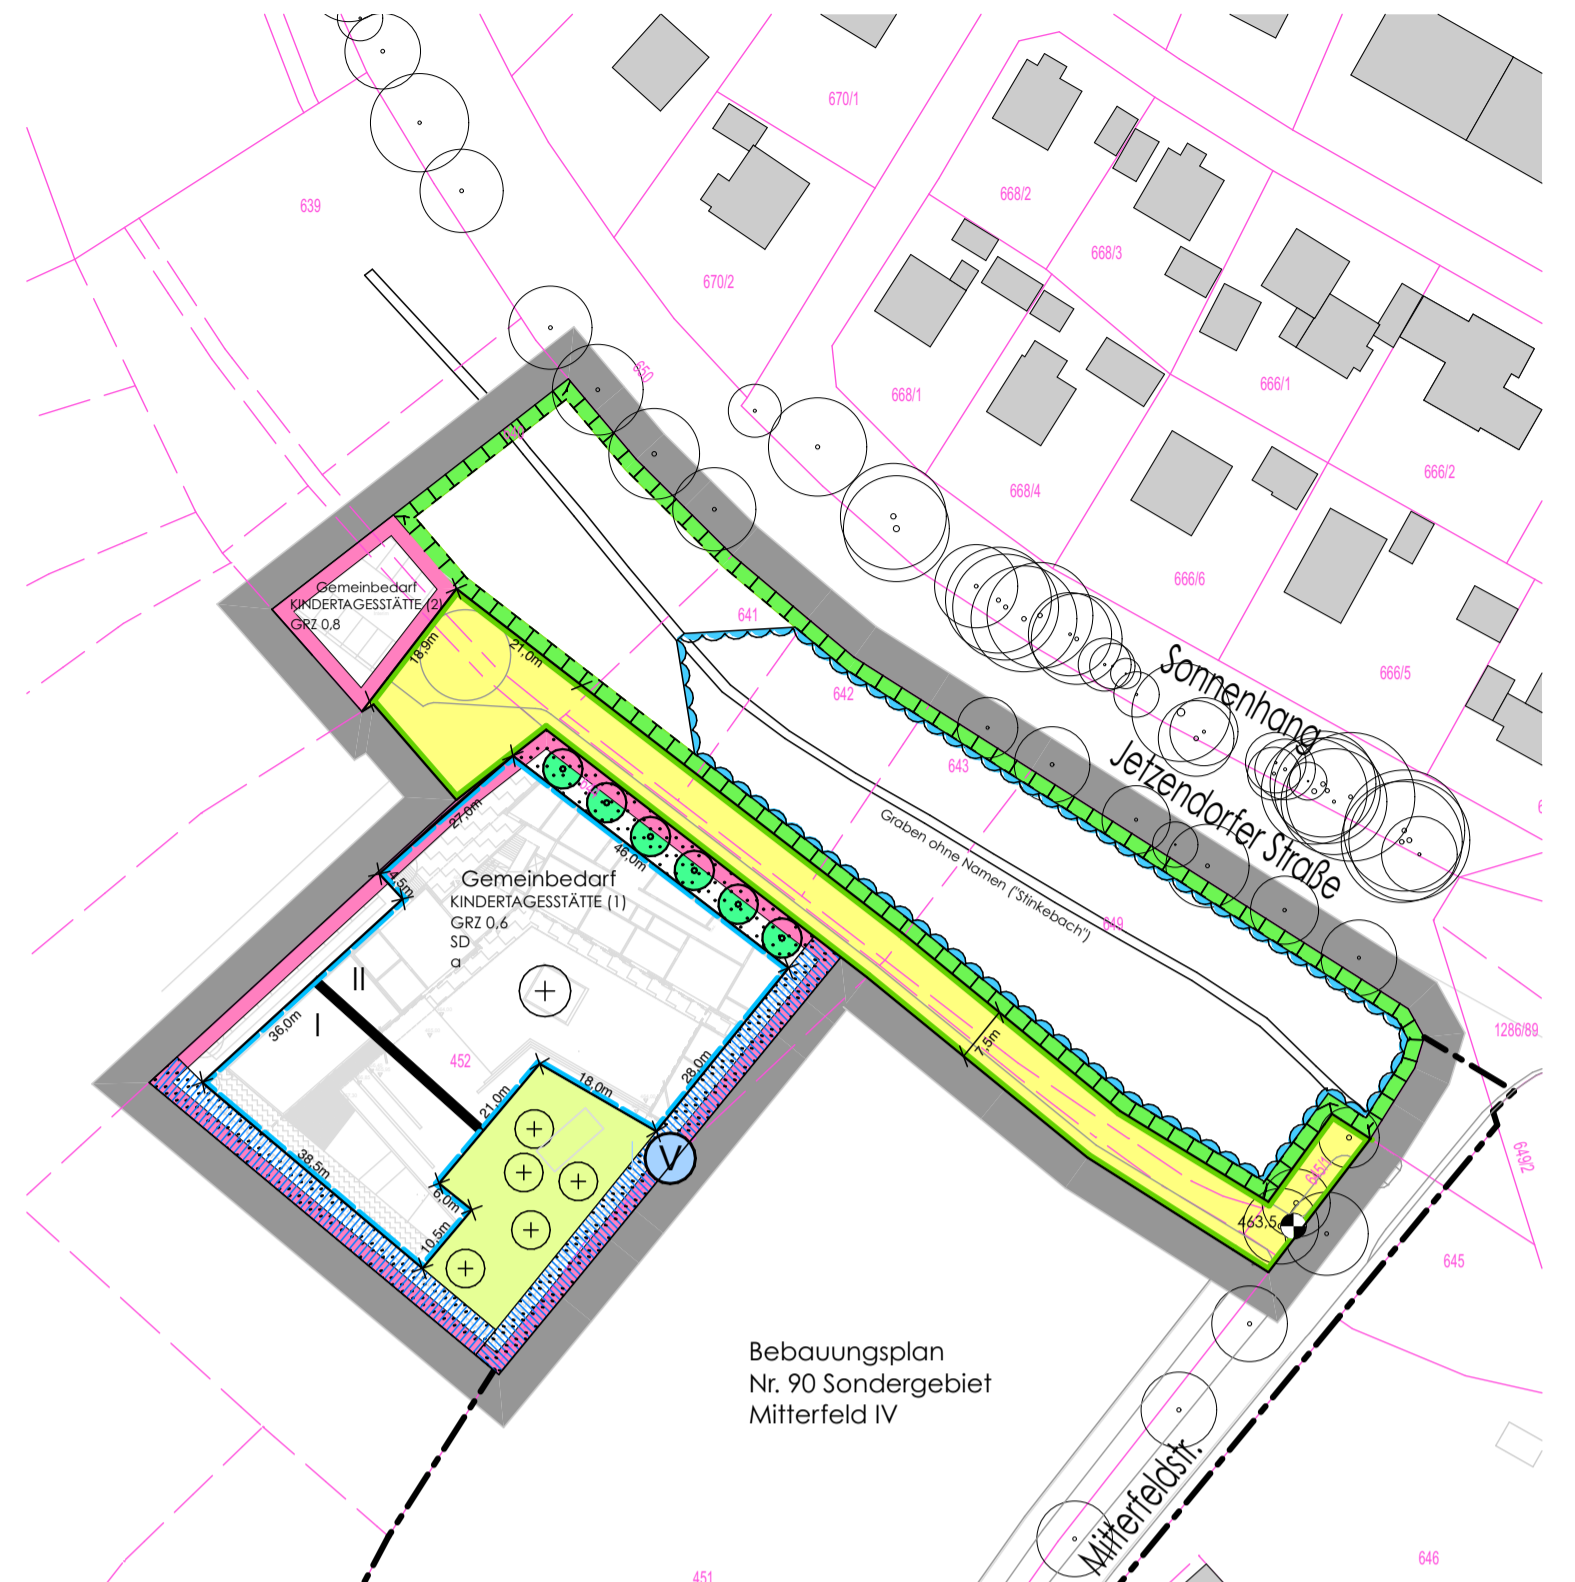 670/1
639
668/2
668/3
670/2
650
666/1
668/1
666/2
668/4
666/6
Gemeinbedarf
KINDERTAGESSTÄTTE (2)
GRZ 0,8
18,9m
21,0m
641
642
643
666/5
Sonnenhang
Jetzendorfer Straße
Graben ohne Namen ("Stinkebach")
649
27,0m
4,5m
46,0m
Gemeinbedarf
KINDERTAGESSTÄTTE (1)
GRZ 0,6
SD
a
II
I
36,0m
452
7,5m
28,0m
18,0m
21,0m
V
38,5m
6,0m
10,5m
1286/89
649/2
645/1
463,5
645
Bebauungsplan
Nr. 90 Sondergebiet
Mitterfeld IV
Mitterfeldstr.
646
451